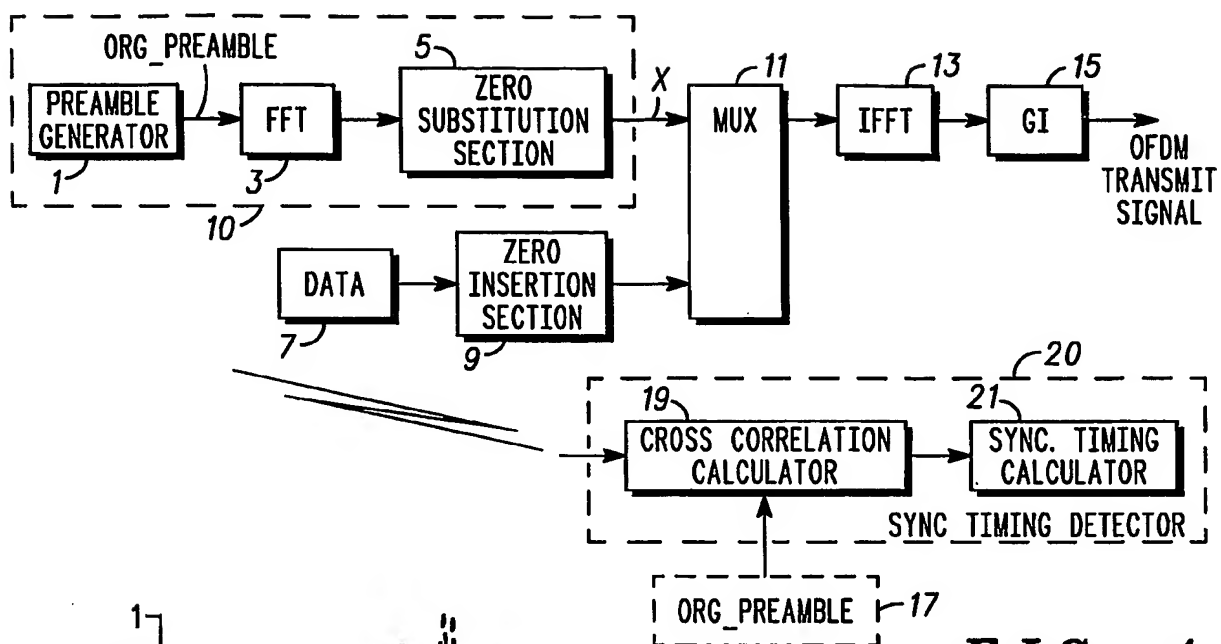 ORG_PREAMBLE
PREAMBLE
GENERATOR
1
FFT
3
5
ZERO
SUBSTITUTION
SECTION
X
10
11
MUX
13
IFFT
15
GI
OFDM
TRANSMIT
SIGNAL
DATA
7
ZERO
INSERTION
SECTION
9
20
19
CROSS CORRELATION
CALCULATOR
21
SYNC. TIMING
CALCULATOR
SYNC TIMING DETECTOR
ORG_PREAMBLE
17
1